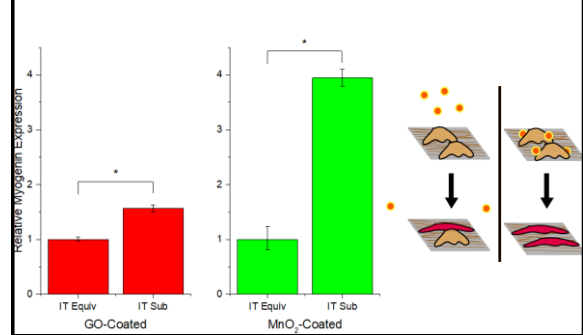 Relative Myogenin Expression
4
3
2
1
0
*
IT Equiv
IT Sub
GO-Coated
4
3
2
1
0
*
IT Equiv
IT Sub
MnO₂-Coated